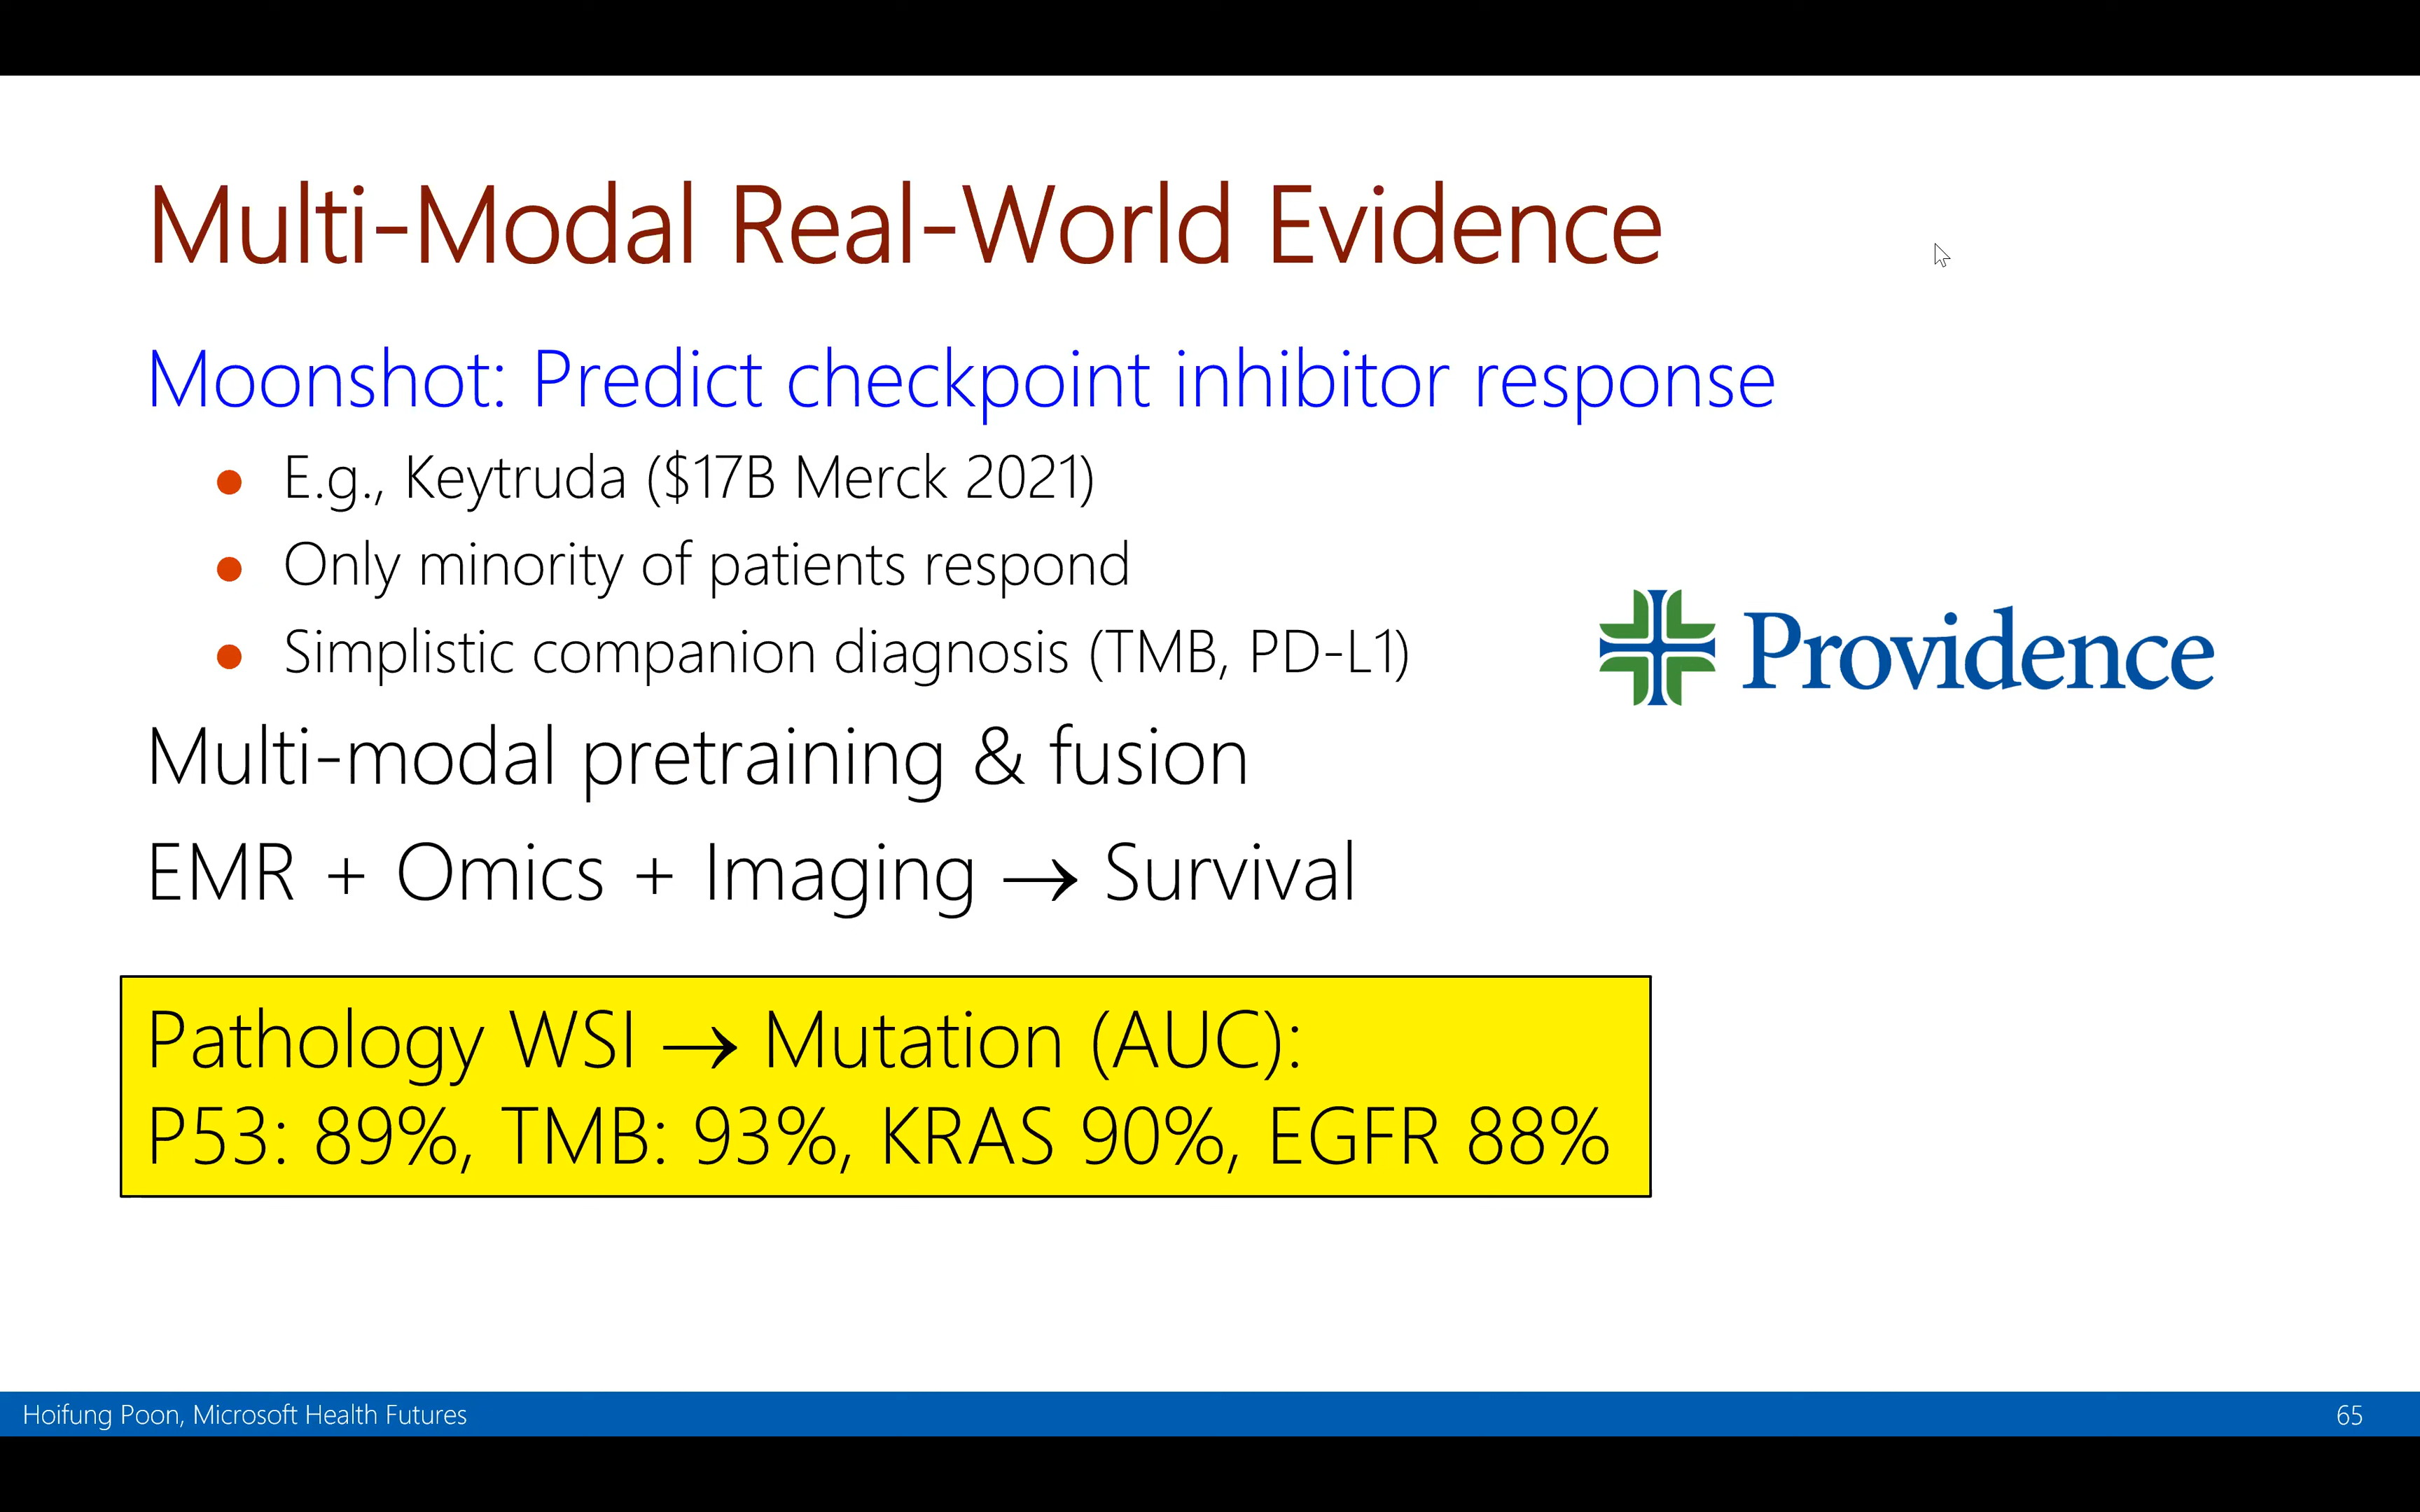 Multi-Modal Real-World Evidence
Moonshot: Predict checkpoint inhibitor response
● E.g., Keytruda ($17B Merck 2021)
● Only minority of patients respond
● Simplistic companion diagnosis (TMB, PD-L1)
Providence
Multi-modal pretraining & fusion
EMR + Omics + Imaging → Survival
Pathology WSI → Mutation (AUC):
P53: 89%, TMB: 93%, KRAS 90%, EGFR 88%
Hoifung Poon, Microsoft Health Futures
65